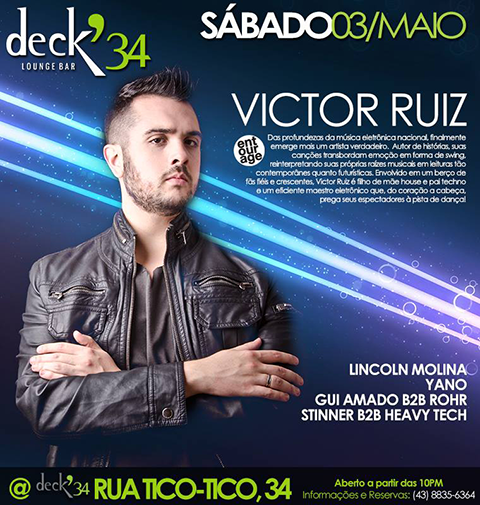 deck'34
LOUNGE BAR
SÁBADO03/MAIO
VICTOR RUIZ
ent
our
age
Das profundezas da música eletrônica nacional, finalmente
emerge mais um artista verdadeiro. Autor de histórias, suas
canções transbordam emoção em forma de swing,
reinterpretando suas próprias raízes musicais em leituras tão
contemporânes quanto futurísticas. Envolvido em um berço de
fãs fiéis e crescentes, Victor Ruiz é filho de mãe house e pai techno
e um eficiente maestro eletrônico que, do coração a cabeça,
prega seus espectadores à pista de dança!
LINCOLN MOLINA
YANO
GUI AMADO B2B ROHR
STINNER B2B HEAVY TECH
@ deck'34 RUA TICO-TICO, 34
Aberto a partir das 10PM
Informações e Reservas: (43) 8835-6364